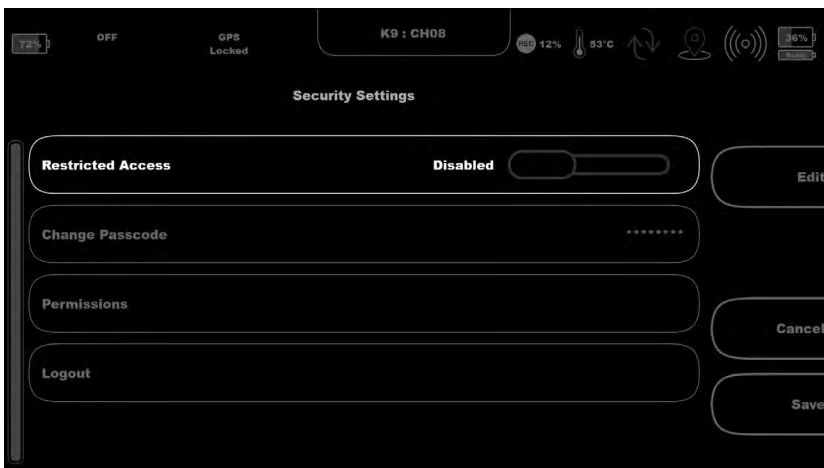 72%
OFF
GPS
Locked
K9 : CH08
REC 12%
53°C
36%
Ready
Security Settings
Restricted Access Disabled
Edit
Change Passcode ********
Permissions
Cancel
Logout
Save